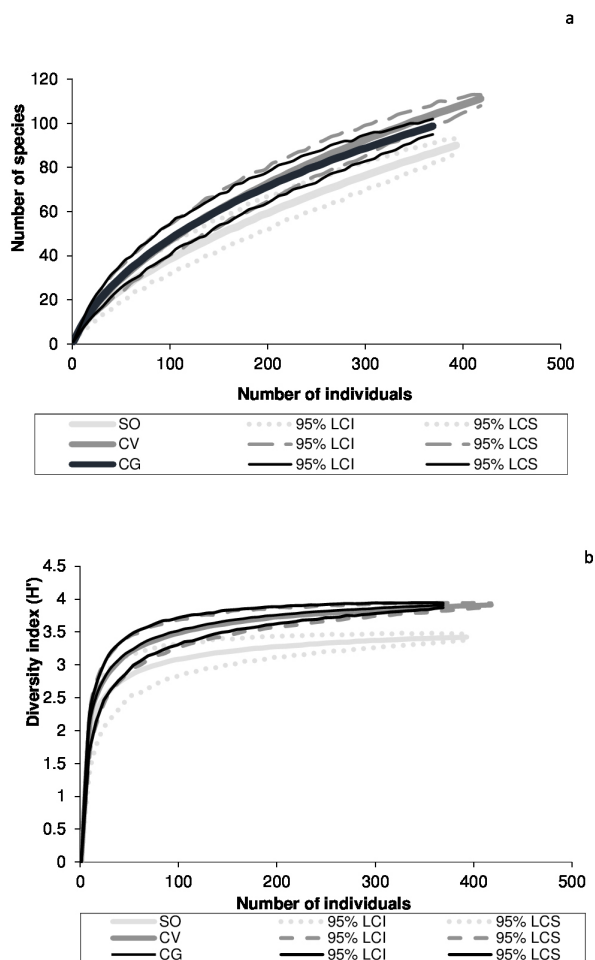 a
120
100
80
60
40
20
0
Number of species
0 100 200 300 400 500
Number of individuals
SO 95% LCI 95% LCS
CV 95% LCI 95% LCS
CG 95% LCI 95% LCS
b
4.5
4
3.5
3
2.5
2
1.5
1
0.5
0
Diversity index (H')
0 100 200 300 400 500
Number of individuals
SO 95% LCI 95% LCS
CV 95% LCI 95% LCS
CG 95% LCI 95% LCS